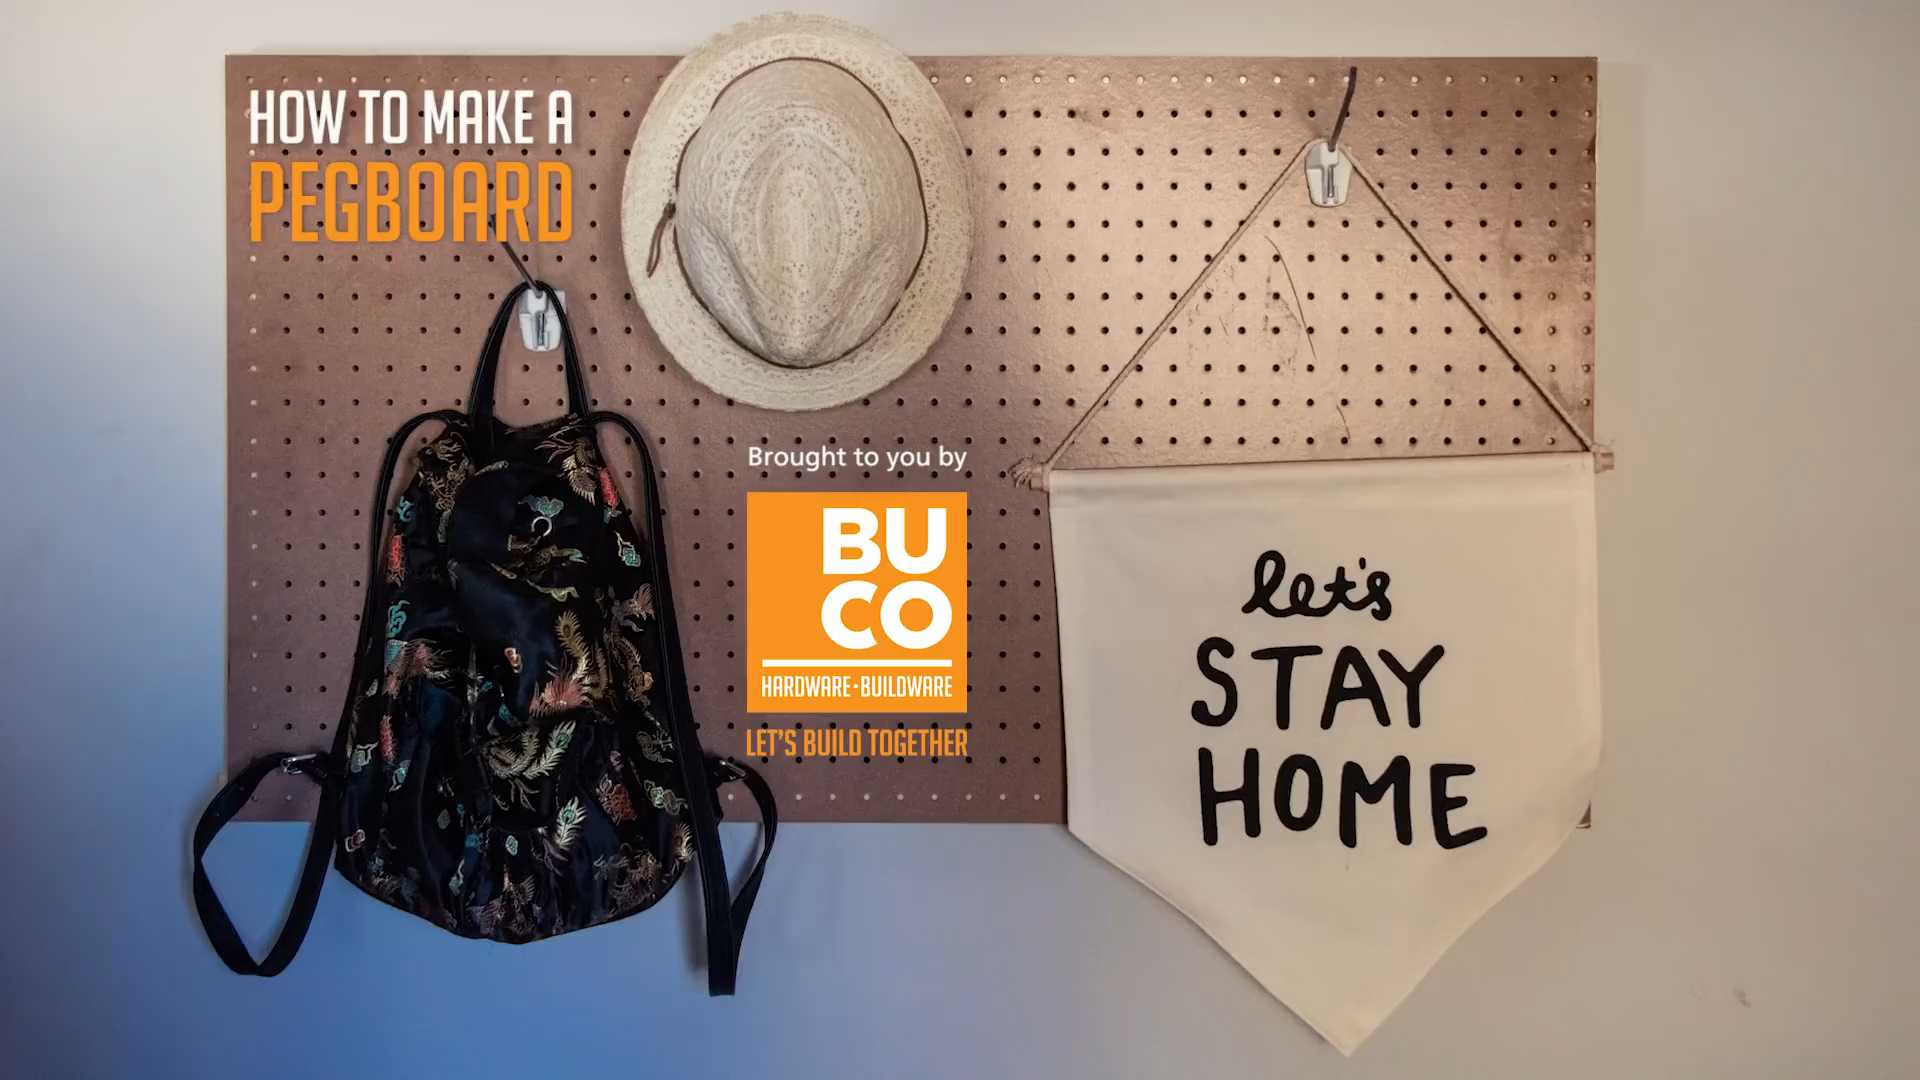 HOW TO MAKE A
PEGBOARD
Brought to you by
BU
CO
HARDWARE·BUILDWARE
LET'S BUILD TOGETHER
let's
STAY
HOME